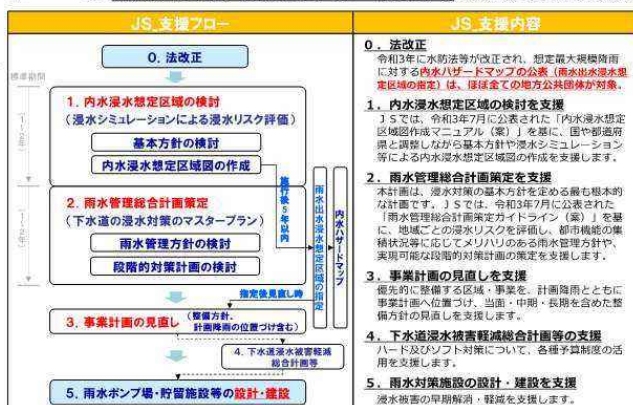 JS_支援フロー
０. 法改正
標準期間
1～2年
１. 内水浸水想定区域の検討
(浸水シミュレーションによる浸水リスク評価)
基本方針の検討
内水浸水想定区域図の作成
1～2年
２. 雨水管理総合計画策定
(下水道の浸水対策のマスタープラン)
雨水管理方針の検討
段階的対策計画の検討
施行後５年以内
雨水出水浸水想定区域の指定
内水ハザードマップ
指定後見直し時
３. 事業計画の見直し
(整備方針、
計画降雨の位置づけ含む)
４. 下水道浸水被害軽減
総合計画等
５. 雨水ポンプ場・貯留施設等の設計・建設
JS_支援内容
０．法改正
令和3年に水防法等が改正され、想定最大規模降雨
に対する内水ハザードマップの公表（雨水出水浸水想
定区域の指定）は、ほぼ全ての地方公共団体が対象。
１．内水浸水想定区域の検討を支援
ＪＳでは、令和3年7月に公表された「内水浸水想定
区域図作成マニュアル（案）」を基に、国や都道府
県と調整しながら基本方針や浸水シミュレーション
等による内水浸水想定区域図の作成を支援します。
２．雨水管理総合計画策定を支援
本計画は、浸水対策の基本方針を定める最も根本的
な計画です。ＪＳでは、令和3年7月に公表された
「雨水管理総合計画策定ガイドライン（案）」を基
に、地域ごとの浸水リスクを評価し、都市機能の集
積状況等に応じてメリハリのある雨水管理方針や、
実現可能な段階的対策計画の策定を支援します。
３．事業計画の見直しを支援
優先的に整備する区域・事業を、計画降雨とともに
事業計画へ位置づけ、当面・中期・長期を含めた整
備方針の見直しを支援します。
４．下水道浸水被害軽減総合計画等の支援
ハード及びソフト対策について、各種予算制度の活
用を支援します。
５．雨水対策施設の設計・建設を支援
浸水被害の早期解消・軽減を支援します。